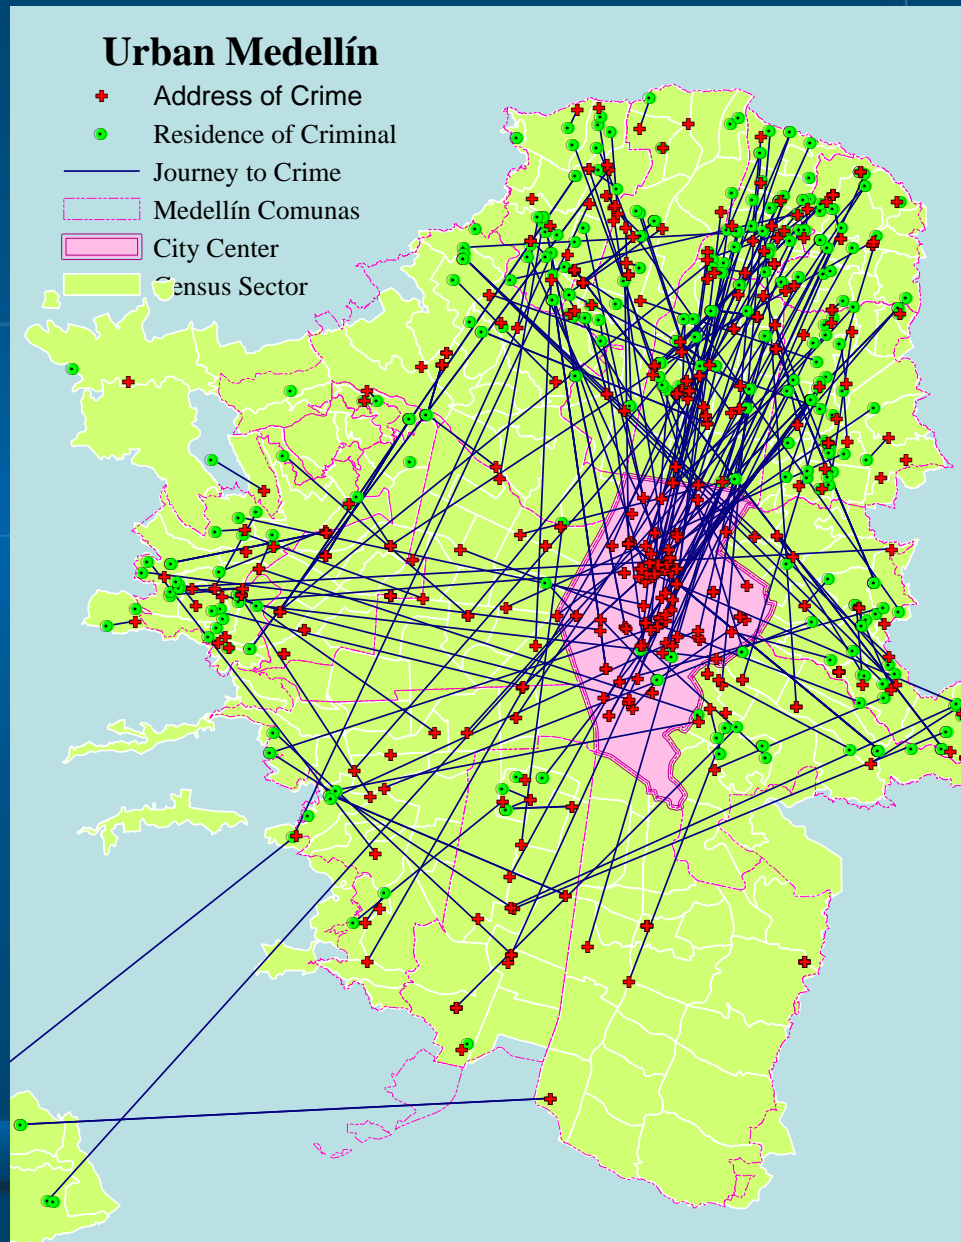 Urban Medellín
Address of Crime
Residence of Criminal
Journey to Crime
Medellín Comunas
City Center
Census Sector